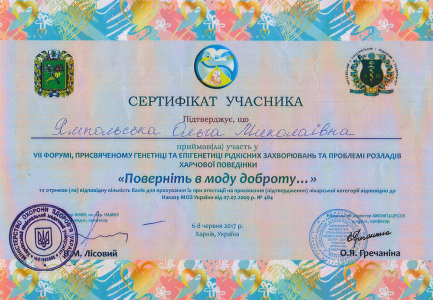 СЕРТИФІКАТ УЧАСНИКА
Підтверджує, що
Ямпольська Ольга Миколаївна
приймав(ла) участь в
VII ФОРУМІ, ПРИСВЯЧЕНОМУ ГЕНЕТИЦІ ТА ЕПІГЕНЕТИЦІ РІДКІСНИХ ЗАХВОРЮВАНЬ ТА ПРОБЛЕМІ РОЗЛАДІВ
ХАРЧОВОЇ ПОВЕДІНКИ
«Поверніть в моду доброту...»
та отримав (ла) відповідну кількість балів для врахування їх при атестації на присвоєння (підтвердження) лікарської категорії відповідно до
Наказу МОЗ України від 07.07.2009 р. № 484
6-8 червня 2017 р.
Харків, Україна
В.М. Лісовий
О.Я. Гречаніна